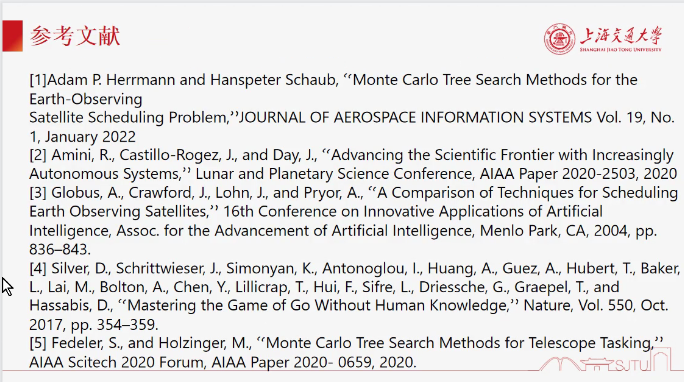 参考文献
上海交通大学
SHANGHAI JIAO TONG UNIVERSITY
[1]Adam P. Herrmann and Hanspeter Schaub, ‘‘Monte Carlo Tree Search Methods for the
Earth-Observing
Satellite Scheduling Problem,’’JOURNAL OF AEROSPACE INFORMATION SYSTEMS Vol. 19, No.
1, January 2022
[2] Amini, R., Castillo-Rogez, J., and Day, J., ‘‘Advancing the Scientific Frontier with Increasingly
Autonomous Systems,’’ Lunar and Planetary Science Conference, AIAA Paper 2020-2503, 2020
[3] Globus, A., Crawford, J., Lohn, J., and Pryor, A., ‘‘A Comparison of Techniques for Scheduling
Earth Observing Satellites,’’ 16th Conference on Innovative Applications of Artificial
Intelligence, Assoc. for the Advancement of Artificial Intelligence, Menlo Park, CA, 2004, pp.
836–843.
[4] Silver, D., Schrittwieser, J., Simonyan, K., Antonoglou, I., Huang, A., Guez, A., Hubert, T., Baker,
L., Lai, M., Bolton, A., Chen, Y., Lillicrap, T., Hui, F., Sifre, L., Driessche, G., Graepel, T., and
Hassabis, D., ‘‘Mastering the Game of Go Without Human Knowledge,’’ Nature, Vol. 550, Oct.
2017, pp. 354–359.
[5] Fedeler, S., and Holzinger, M., ‘‘Monte Carlo Tree Search Methods for Telescope Tasking,’’
AIAA Scitech 2020 Forum, AIAA Paper 2020- 0659, 2020.
SJTU